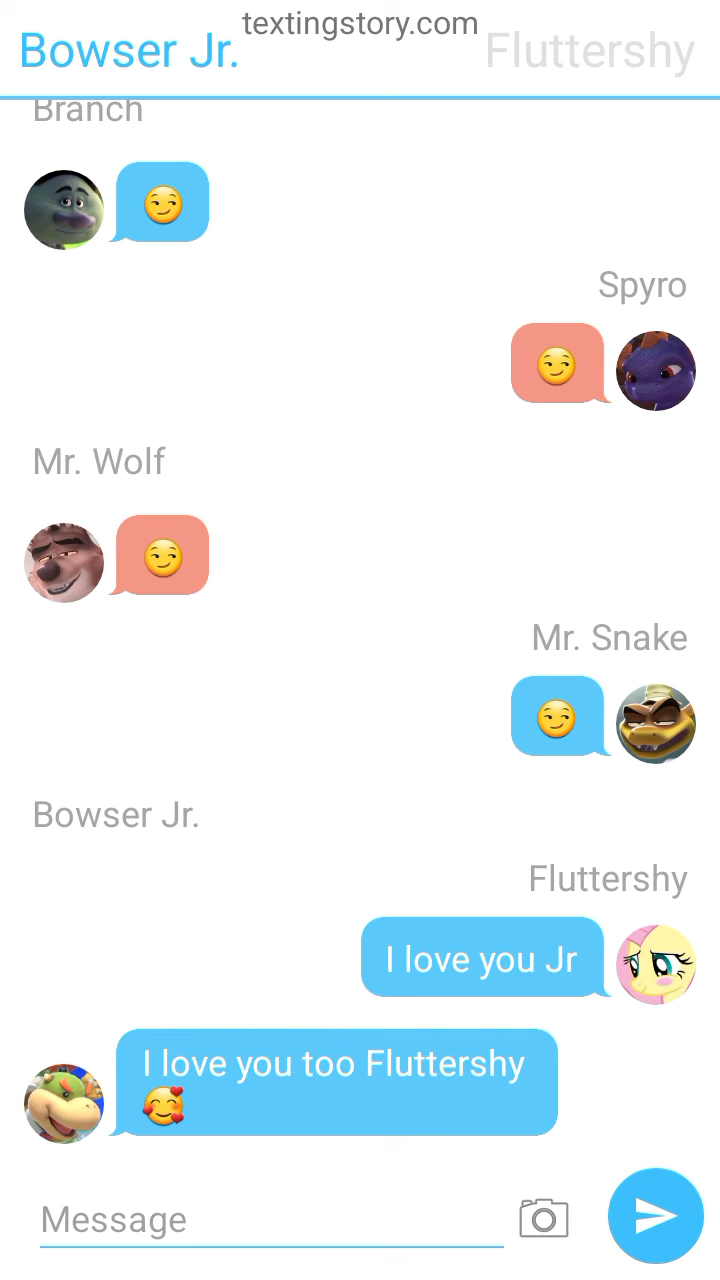 textingstory.com
Bowser Jr.
Fluttershy
Branch
😏
Spyro
😏
Mr. Wolf
😏
Mr. Snake
😏
Bowser Jr.
Fluttershy
I love you Jr
I love you too Fluttershy
🥰
Message